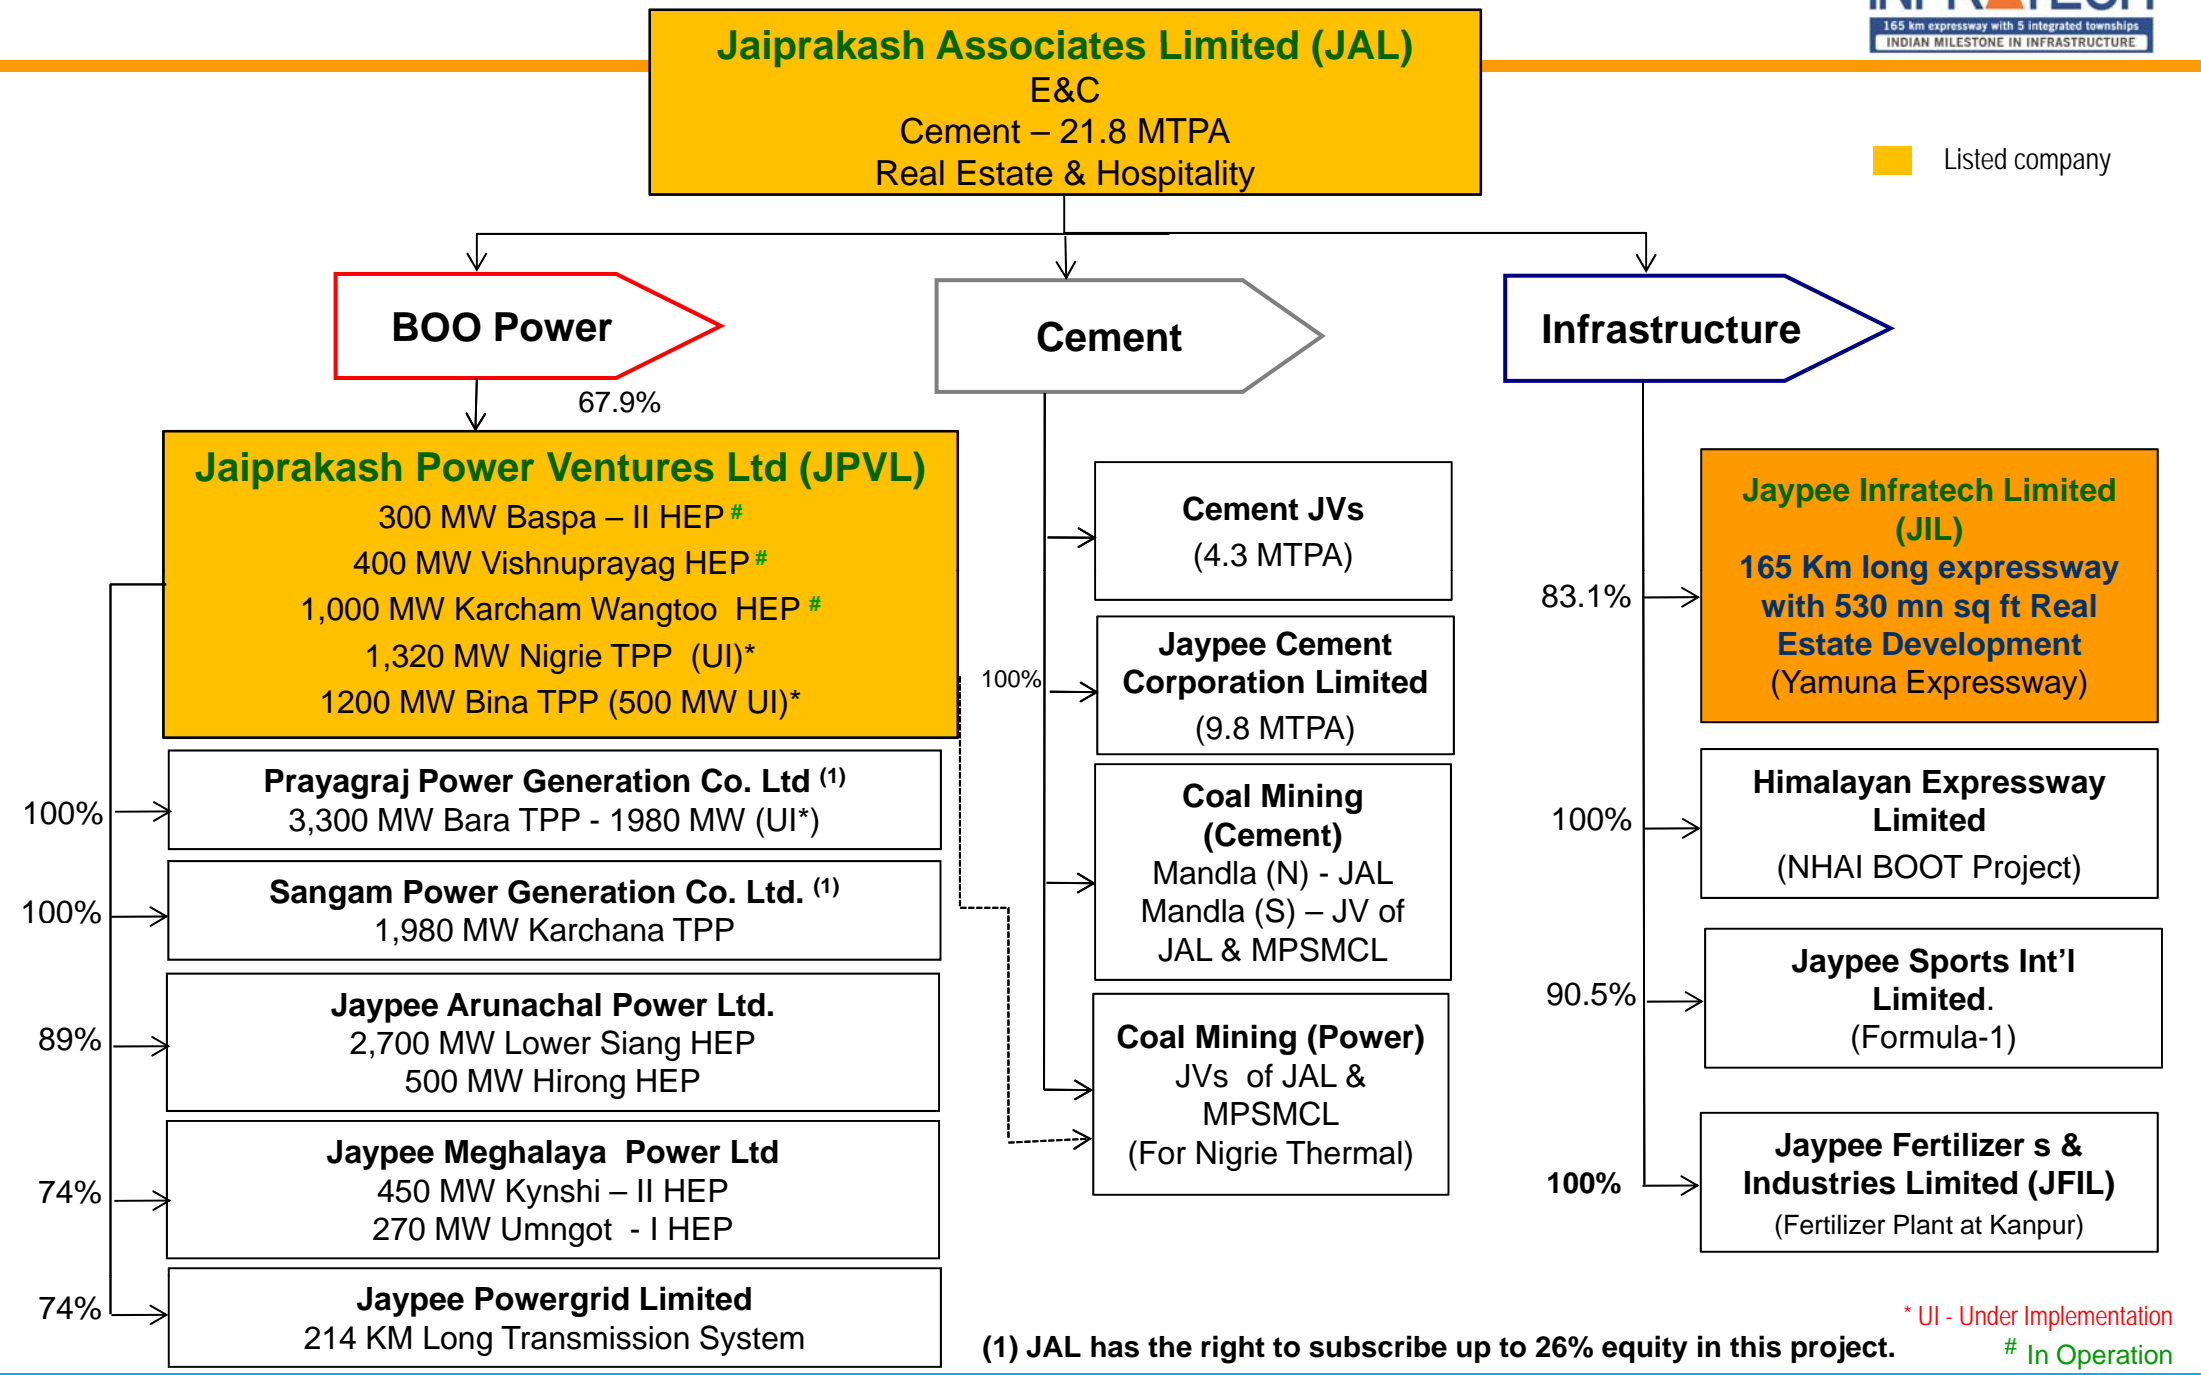 165 km expressway with 5 integrated townships
INDIAN MILESTONE IN INFRASTRUCTURE
Jaiprakash Associates Limited (JAL)
E&C
Cement – 21.8 MTPA
Real Estate & Hospitality
Listed company
BOO Power
Cement
Infrastructure
67.9%
Jaiprakash Power Ventures Ltd (JPVL)
300 MW Baspa – II HEP #
400 MW Vishnuprayag HEP #
1,000 MW Karcham Wangtoo HEP #
1,320 MW Nigrie TPP (UI)*
1200 MW Bina TPP (500 MW UI)*
100%
Prayagraj Power Generation Co. Ltd (1)
3,300 MW Bara TPP - 1980 MW (UI*)
100%
Sangam Power Generation Co. Ltd. (1)
1,980 MW Karchana TPP
89%
Jaypee Arunachal Power Ltd.
2,700 MW Lower Siang HEP
500 MW Hirong HEP
74%
Jaypee Meghalaya Power Ltd
450 MW Kynshi – II HEP
270 MW Umngot - I HEP
74%
Jaypee Powergrid Limited
214 KM Long Transmission System
Cement JVs
(4.3 MTPA)
100%
Jaypee Cement
Corporation Limited
(9.8 MTPA)
Coal Mining
(Cement)
Mandla (N) - JAL
Mandla (S) – JV of
JAL & MPSMCL
Coal Mining (Power)
JVs of JAL &
MPSMCL
(For Nigrie Thermal)
83.1%
Jaypee Infratech Limited
(JIL)
165 Km long expressway
with 530 mn sq ft Real
Estate Development
(Yamuna Expressway)
100%
Himalayan Expressway
Limited
(NHAI BOOT Project)
90.5%
Jaypee Sports Int'l
Limited.
(Formula-1)
100%
Jaypee Fertilizer s &
Industries Limited (JFIL)
(Fertilizer Plant at Kanpur)
(1) JAL has the right to subscribe up to 26% equity in this project.
* UI - Under Implementation
# In Operation